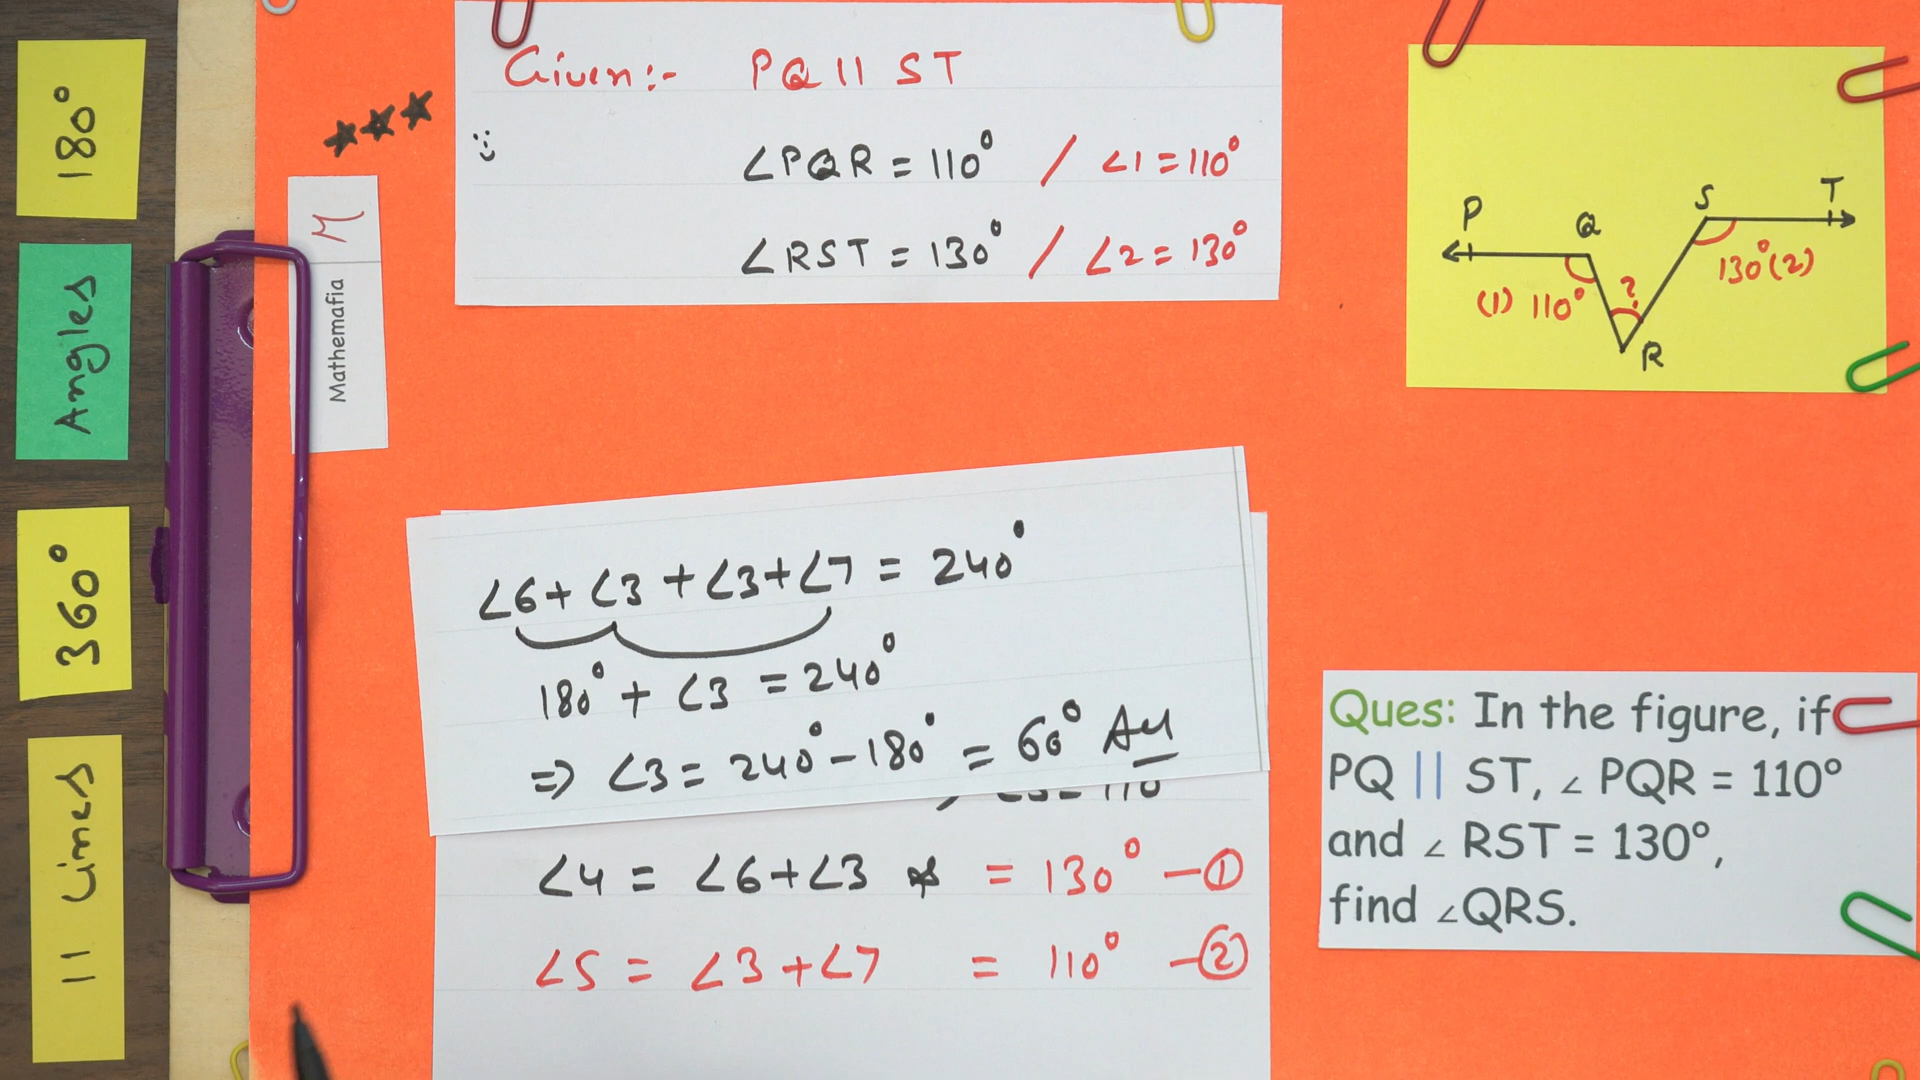 180°
Angles
360°
11 Lines
M
Mathemafia
Given:- PQ || ST
∠PQR = 110° / ∠1 = 110°
∠RST = 130° / ∠2 = 130°
P Q S T
(1) 110° ? 130°(2)
R
∠6 + ∠3 + ∠3 + ∠7 = 240°
180° + ∠3 = 240°
⇒ ∠3 = 240° - 180° = 60° Ans
∠4 = ∠6 + ∠3 = 130° - ①
∠5 = ∠3 + ∠7 = 110° - ②
Ques: In the figure, if
PQ || ST, ∠ PQR = 110°
and ∠ RST = 130°,
find ∠QRS.